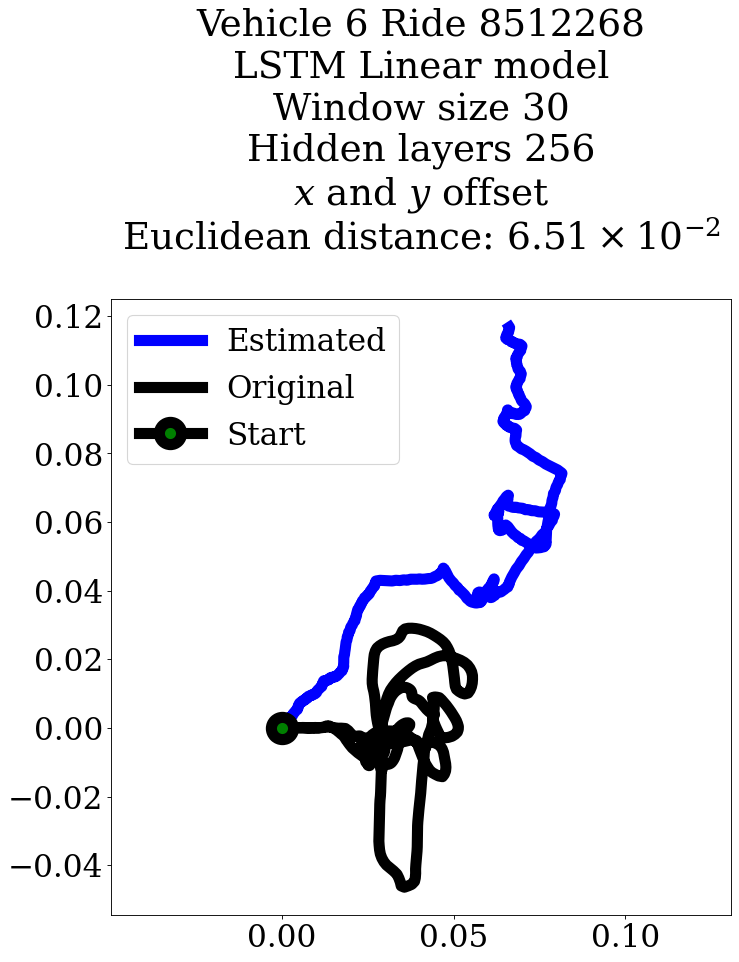 Vehicle 6 Ride 8512268
LSTM Linear model
Window size 30
Hidden layers 256
x and y offset
Euclidean distance: 6.51 × 10⁻²
Estimated
Original
Start
0.12
0.10
0.08
0.06
0.04
0.02
0.00
−0.02
−0.04
0.00 0.05 0.10